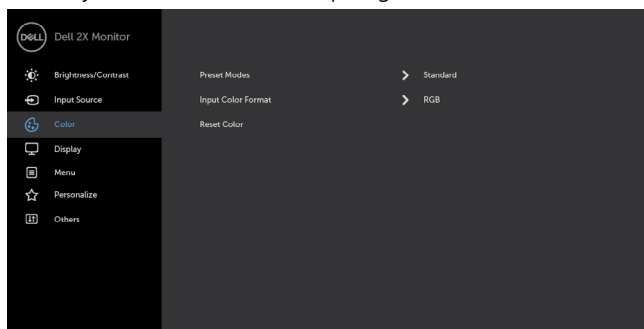 DELL Dell 2X Monitor
Brightness/Contrast
Input Source
Color
Display
Menu
Personalize
Others
Preset Modes Standard
Input Color Format RGB
Reset Color